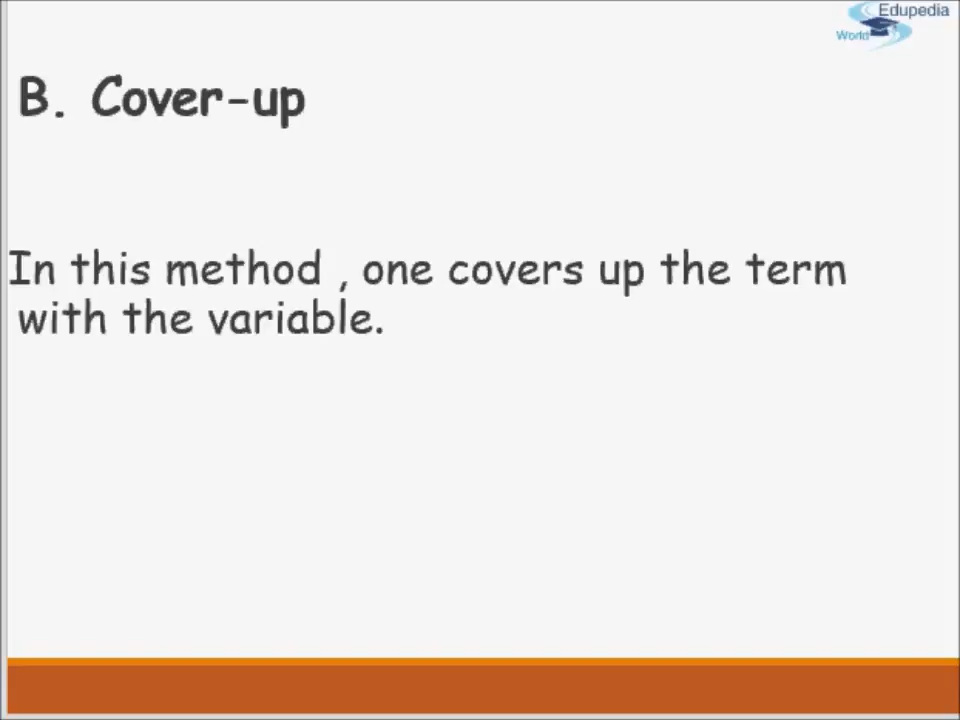 Edupedia
World
B. Cover-up
In this method , one covers up the term
with the variable.